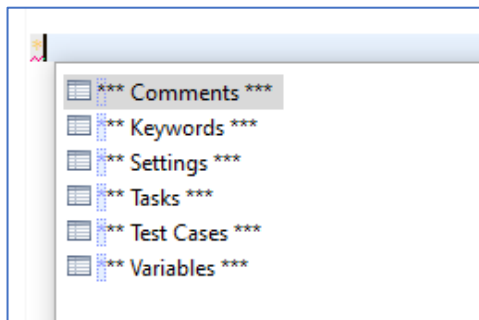 *
*** Comments ***
*** Keywords ***
*** Settings ***
*** Tasks ***
*** Test Cases ***
*** Variables ***